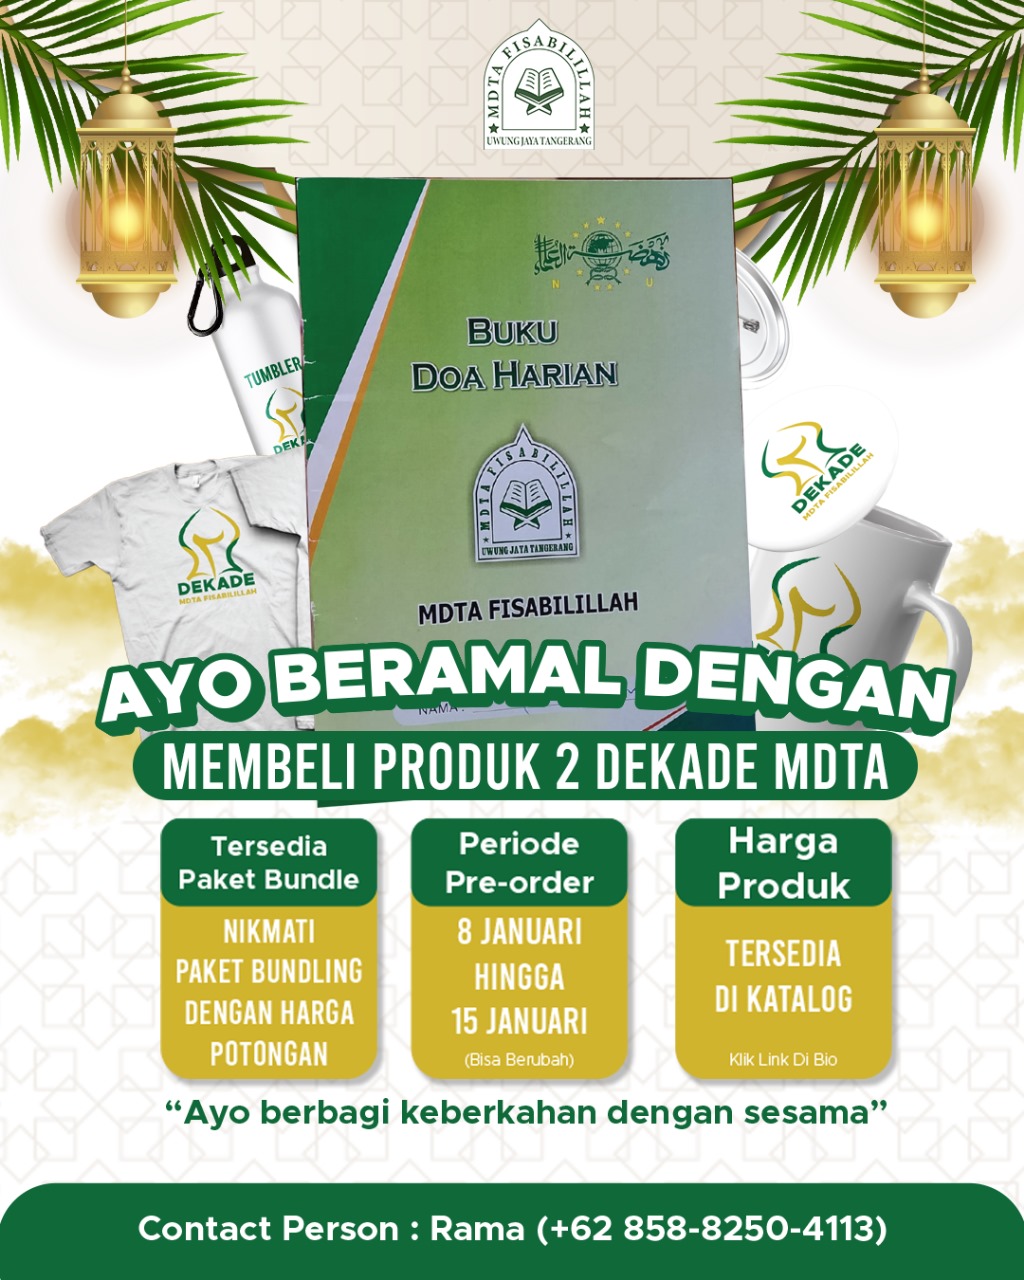 MDTA FISABILILLAH
UWUNG JAYA TANGERANG
نهضة العلماء
N U
BUKU
DOA HARIAN
MDTA FISABILILLAH
UWUNG JAYA TANGERANG
MDTA FISABILILLAH
NAMA :
TUMBLER
DEKADE
MDTA FISABILILLAH
DEKADE
MDTA FISABILILLAH
AYO BERAMAL DENGAN
MEMBELI PRODUK 2 DEKADE MDTA
Tersedia
Paket Bundle
NIKMATI
PAKET BUNDLING
DENGAN HARGA
POTONGAN
Periode
Pre-order
8 JANUARI
HINGGA
15 JANUARI
(Bisa Berubah)
Harga
Produk
TERSEDIA
DI KATALOG
Klik Link Di Bio
“Ayo berbagi keberkahan dengan sesama”
Contact Person : Rama (+62 858-8250-4113)